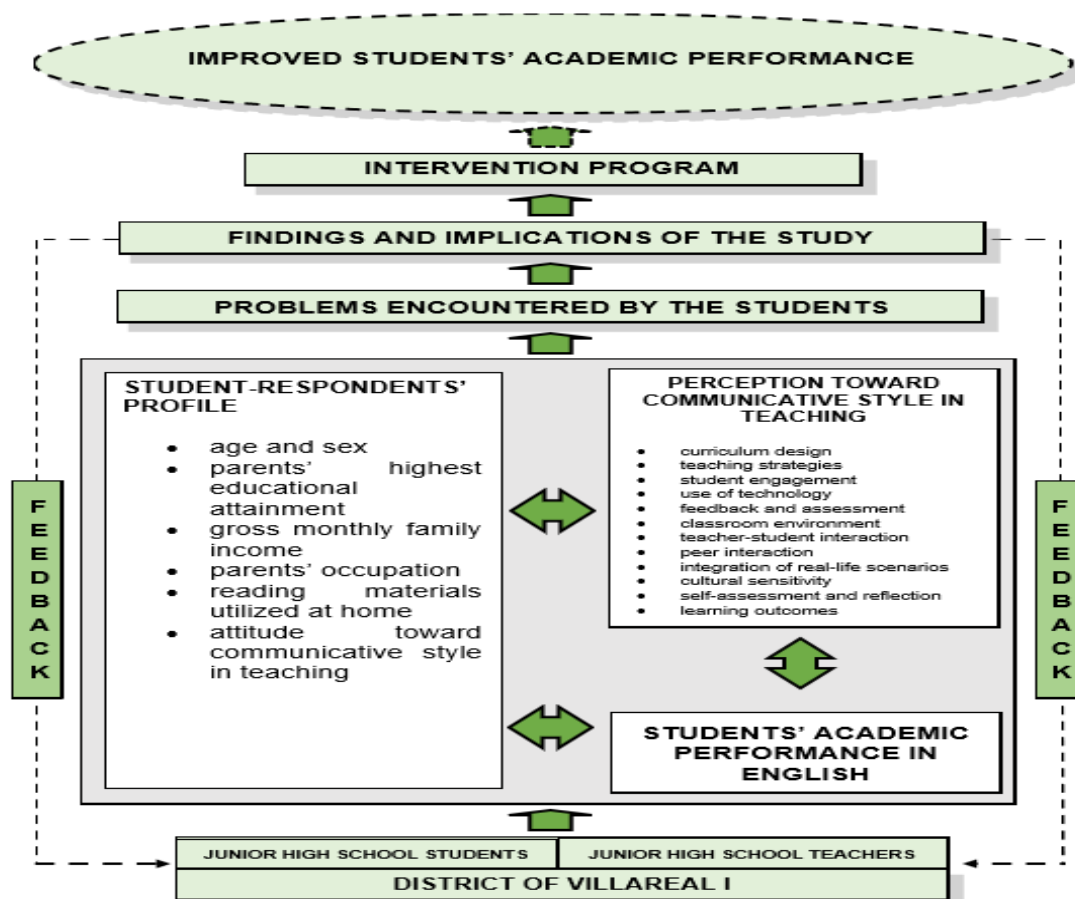 IMPROVED STUDENTS' ACADEMIC PERFORMANCE
INTERVENTION PROGRAM
FINDINGS AND IMPLICATIONS OF THE STUDY
PROBLEMS ENCOUNTERED BY THE STUDENTS
STUDENT-RESPONDENTS'
PROFILE
• age and sex
• parents' highest
educational
attainment
• gross monthly family
income
• parents' occupation
• reading materials
utilized at home
• attitude toward
communicative style
in teaching
PERCEPTION TOWARD
COMMUNICATIVE STYLE IN
TEACHING
• curriculum design
• teaching strategies
• student engagement
• use of technology
• feedback and assessment
• classroom environment
• teacher-student interaction
• peer interaction
• integration of real-life scenarios
• cultural sensitivity
• self-assessment and reflection
• learning outcomes
STUDENTS' ACADEMIC
PERFORMANCE IN
ENGLISH
FEEDBACK
FEEDBACK
JUNIOR HIGH SCHOOL STUDENTS
JUNIOR HIGH SCHOOL TEACHERS
DISTRICT OF VILLAREAL I